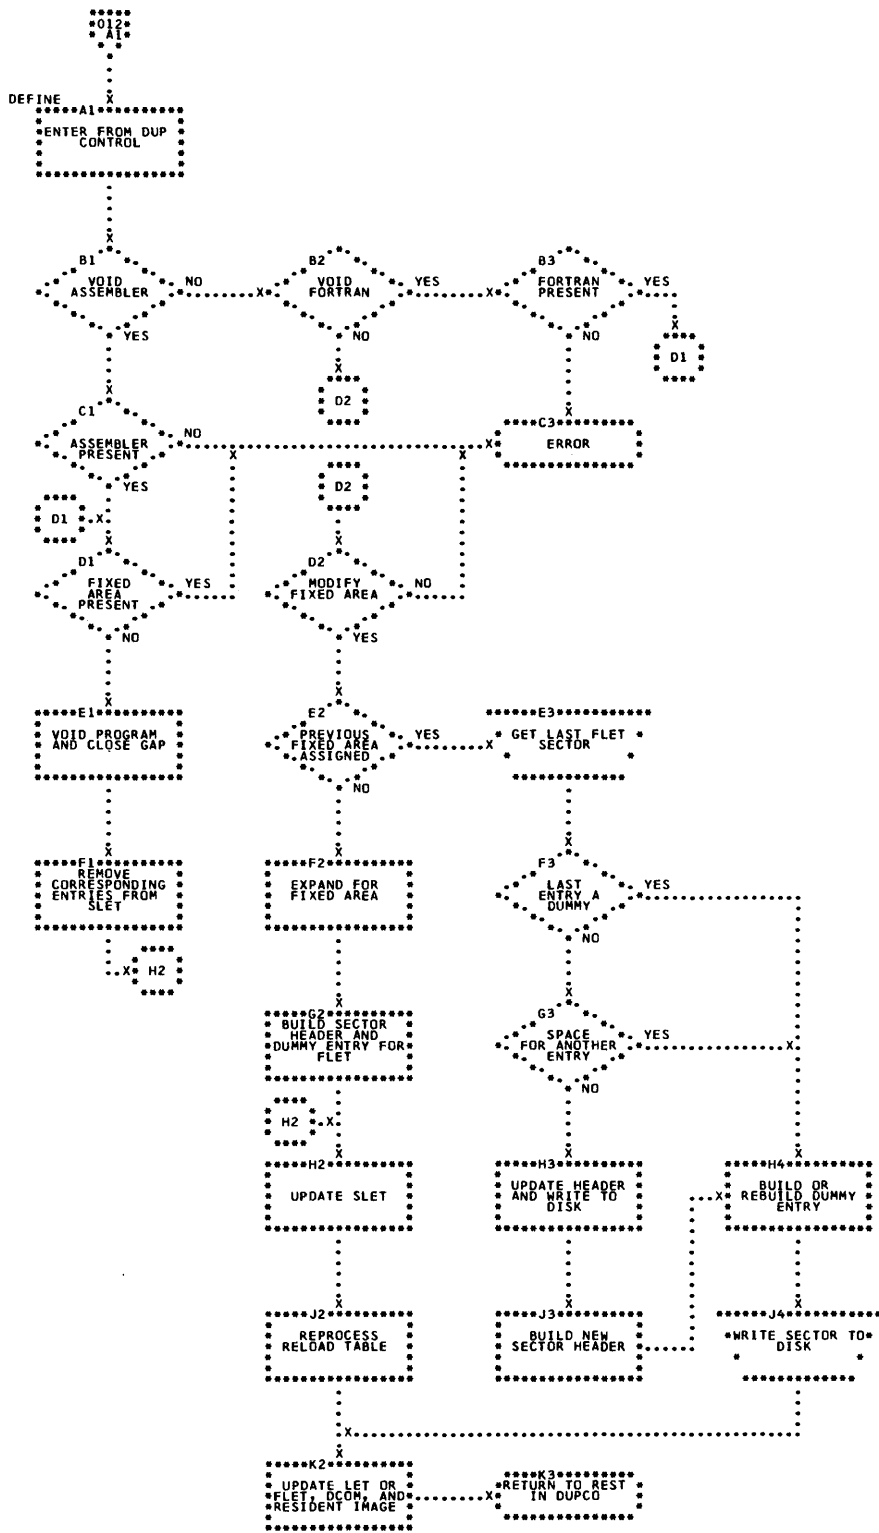 012
A1
DEFINE
A1
ENTER FROM DUP
CONTROL
B1
VOID
ASSEMBLER
NO
YES
B2
VOID
FORTRAN
YES
NO
B3
FORTRAN
PRESENT
YES
NO
D1
D2
C1
ASSEMBLER
PRESENT
NO
YES
C3
ERROR
D2
D1
D1
FIXED
AREA
PRESENT
YES
NO
D2
MODIFY
FIXED AREA
NO
YES
E1
VOID PROGRAM
AND CLOSE GAP
E2
PREVIOUS
FIXED AREA
ASSIGNED
YES
NO
E3
GET LAST FLET
SECTOR
F1
REMOVE
CORRESPONDING
ENTRIES FROM
SLET
F2
EXPAND FOR
FIXED AREA
F3
LAST
ENTRY A
DUMMY
YES
NO
H2
G2
BUILD SECTOR
HEADER AND
DUMMY ENTRY FOR
FLET
G3
SPACE
FOR ANOTHER
ENTRY
YES
NO
H2
H2
UPDATE SLET
H3
UPDATE HEADER
AND WRITE TO
DISK
H4
BUILD OR
REBUILD DUMMY
ENTRY
J2
REPROCESS
RELOAD TABLE
J3
BUILD NEW
SECTOR HEADER
J4
WRITE SECTOR TO
DISK
K2
UPDATE LET OR
FLET, DCOM, AND
RESIDENT IMAGE
K3
RETURN TO REST
IN DUPCO